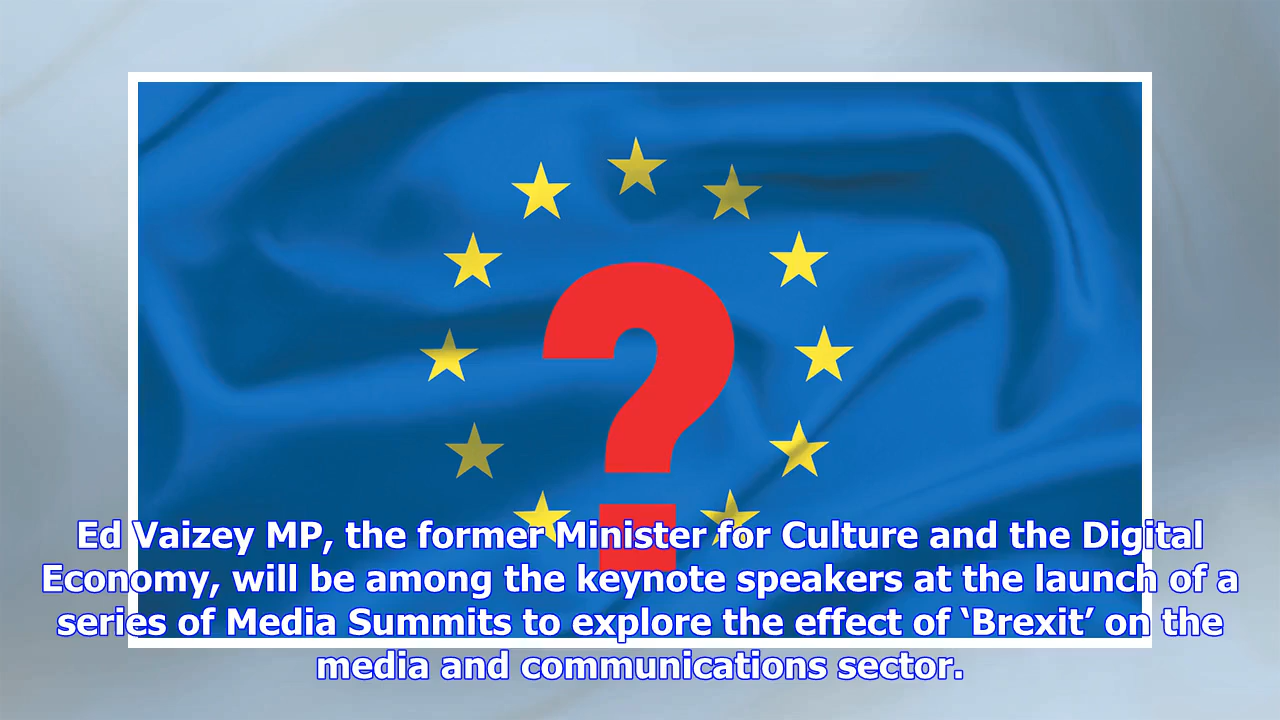 ?
Ed Vaizey MP, the former Minister for Culture and the Digital
Economy, will be among the keynote speakers at the launch of a
series of Media Summits to explore the effect of ‘Brexit’ on the
media and communications sector.